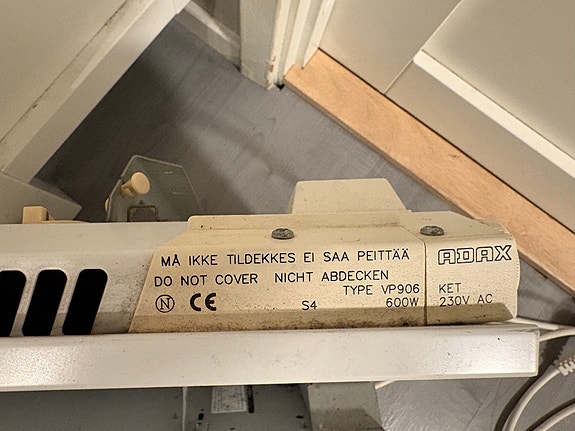 MÅ IKKE TILDEKKES EI SAA PEITTÄÄ
DO NOT COVER NICHT ABDECKEN
TYPE VP906
N CE S4 600W
ADAX
KET
230V AC